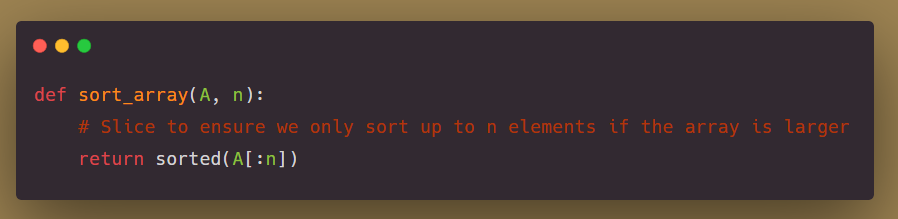 def sort_array(A, n):
    # Slice to ensure we only sort up to n elements if the array is larger
    return sorted(A[:n])